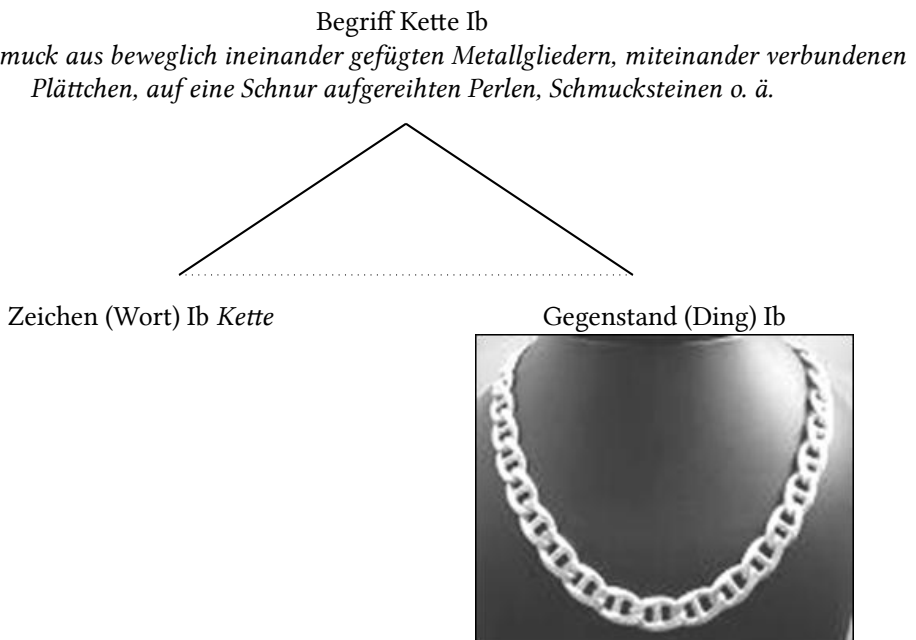 Begriff Kette Ib
muck aus beweglich ineinander gefügten Metallgliedern, miteinander verbundenen
Plättchen, auf eine Schnur aufgereihten Perlen, Schmucksteinen o. ä.
Zeichen (Wort) Ib Kette
Gegenstand (Ding) Ib